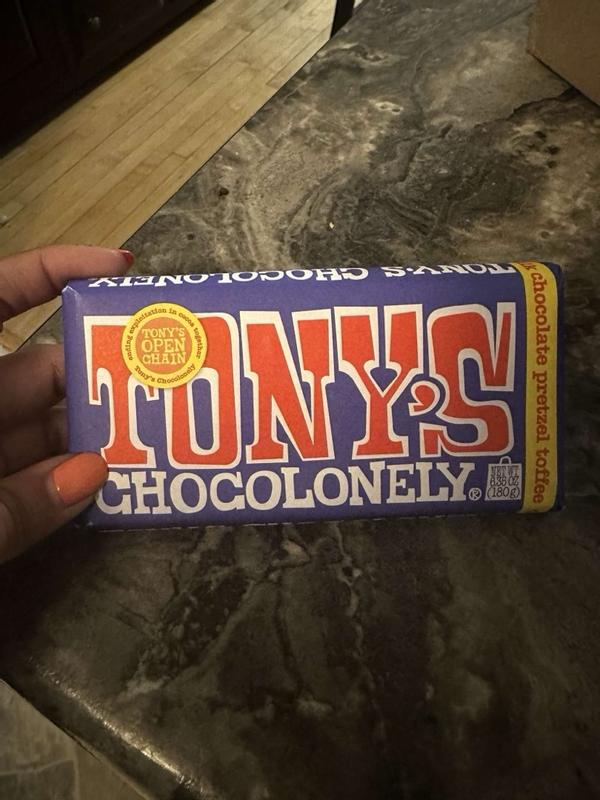 TONY'S CHOCOLONELY
TONY'S
CHOCOLONELY®
ending exploitation in cocoa together
TONY'S
OPEN
CHAIN
Tony's Chocolonely
NET WT
6.35 OZ
(180g)
chocolate pretzel toffee